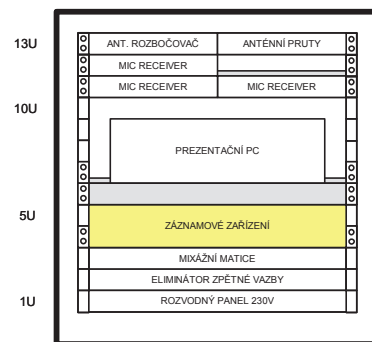 13U
ANT. ROZBOČOVAČ
ANTÉNNÍ PRUTY
MIC RECEIVER
MIC RECEIVER
MIC RECEIVER
10U
PREZENTAČNÍ PC
5U
ZÁZNAMOVÉ ZAŘÍZENÍ
MIXÁŽNÍ MATICE
ELIMINÁTOR ZPĚTNÉ VAZBY
1U
ROZVODNÝ PANEL 230V